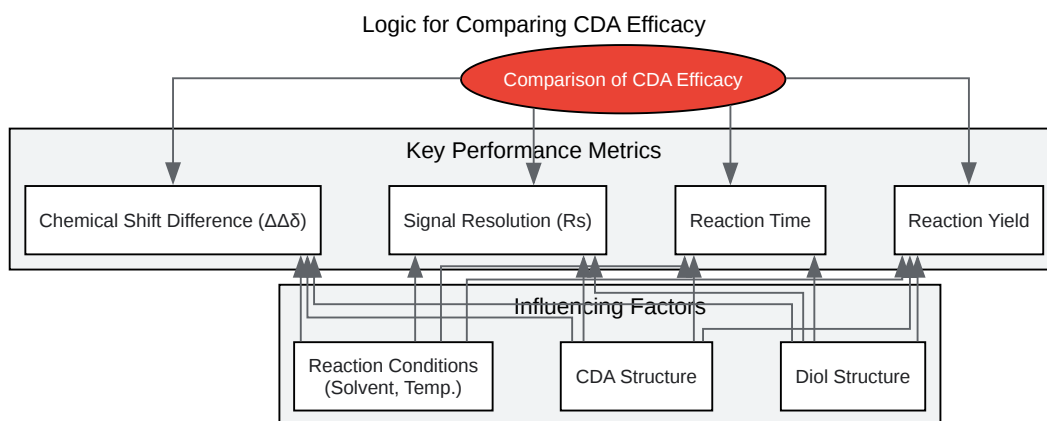 Logic for Comparing CDA Efficacy
Comparison of CDA Efficacy
Key Performance Metrics
Chemical Shift Difference (ΔΔδ)
Signal Resolution (Rs)
Reaction Time
Reaction Yield
Influencing Factors
Reaction Conditions
(Solvent, Temp.)
CDA Structure
Diol Structure